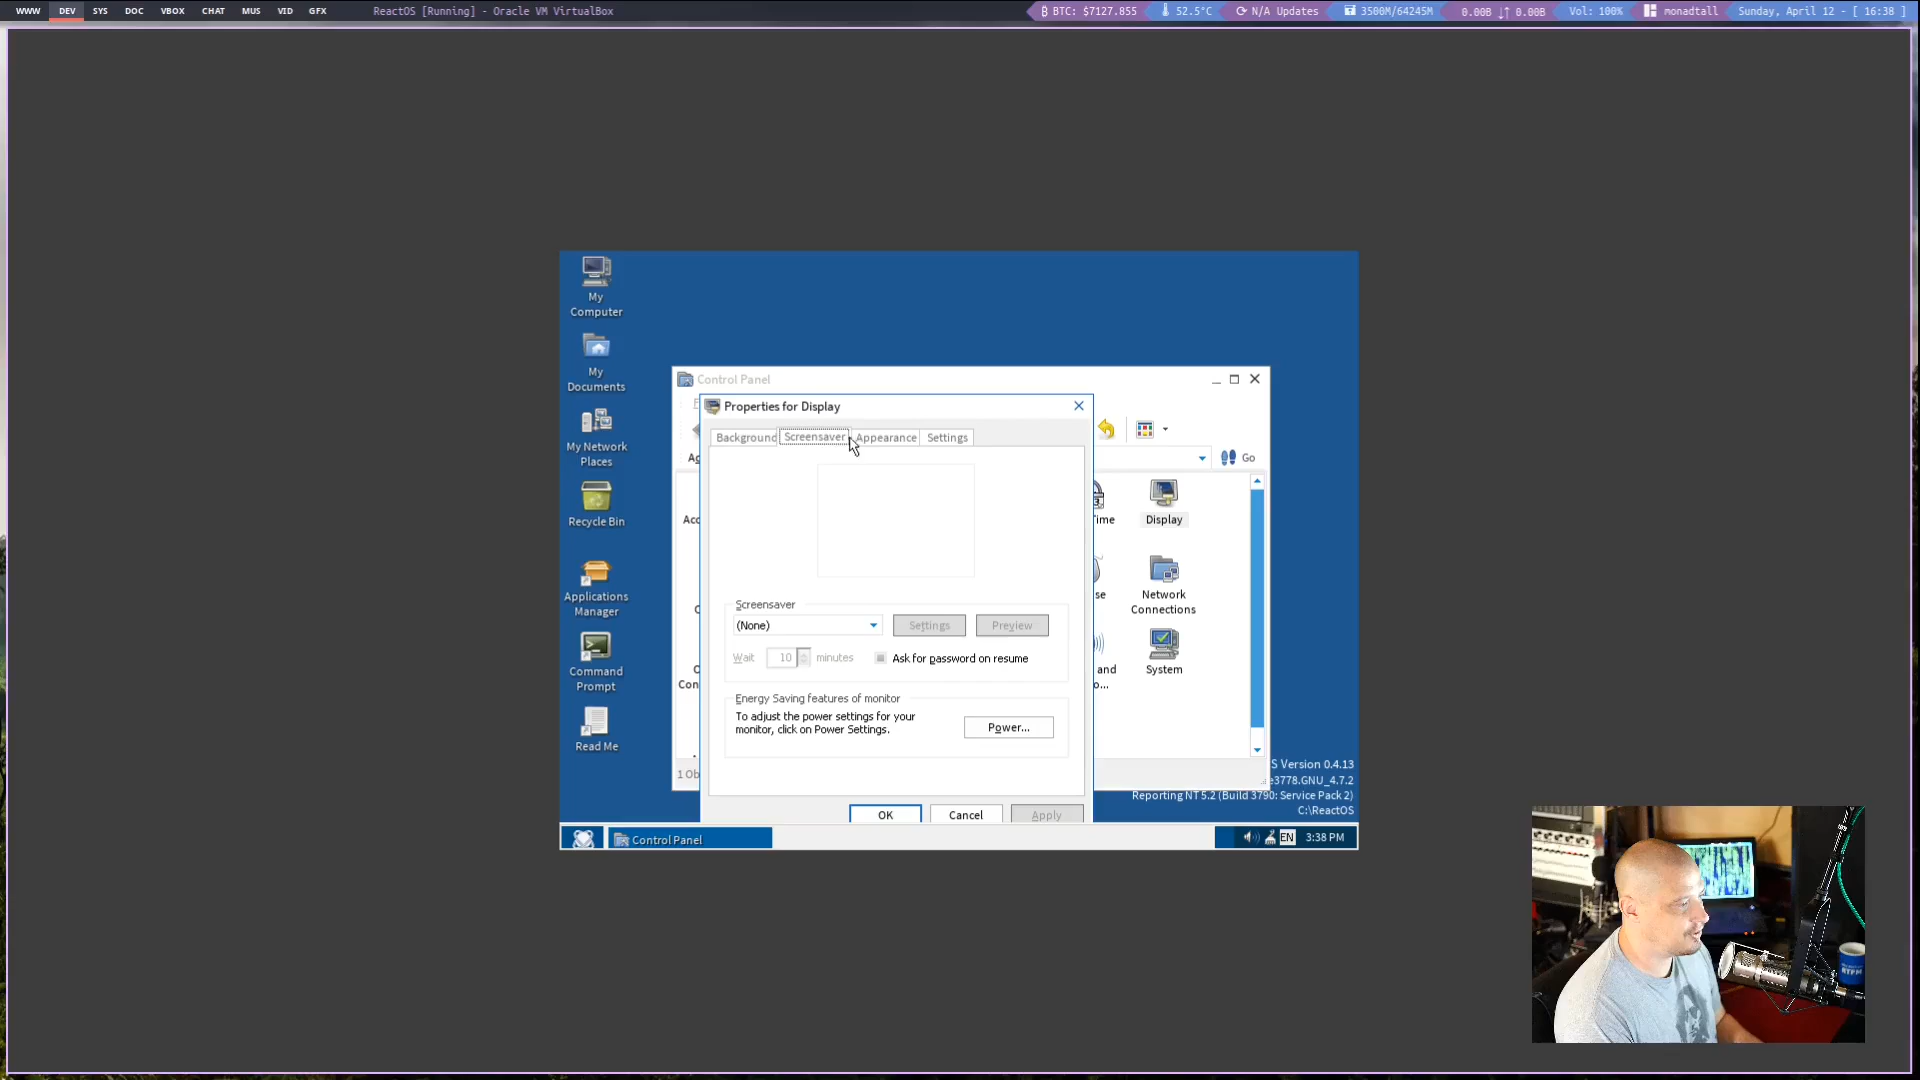 WWW DEV SYS DOC VBOX CHAT MUS VID GFX ReactOS [Running] - Oracle VM VirtualBox BTC: $7127.855 52.5°C N/A Updates 3500M/64245M 0.00B ↓↑ 0.00B Vol: 100% monadtall Sunday, April 12 - [ 16:38 ]
My
Computer
My
Documents
My Network
Places
Recycle Bin
Applications
Manager
Command
Prompt
Read Me
Control Panel
Properties for Display
Background Screensaver Appearance Settings
Go
Display
Network
Connections
System
Screensaver
(None) Settings Preview
Wait 10 minutes Ask for password on resume
Energy Saving features of monitor
To adjust the power settings for your
monitor, click on Power Settings.
Power...
OK Cancel Apply
S Version 0.4.13
e3778.GNU_4.7.2
Reporting NT 5.2 (Build 3790: Service Pack 2)
C:\ReactOS
Control Panel EN 3:38 PM